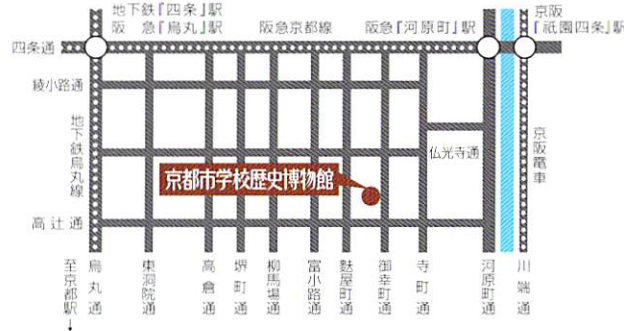 地下鉄『四条』駅
阪急『烏丸』駅
阪急京都線
阪急『河原町』駅
京阪
『祇園四条』駅
四条通
綾小路通
地下鉄烏丸線
仏光寺通
京阪電車
京都市学校歴史博物館
高辻通
至京都駅
烏丸通
東洞院通
高倉通
堺町通
柳馬場通
富小路通
麩屋町通
御幸町通
寺町通
河原町通
川端通